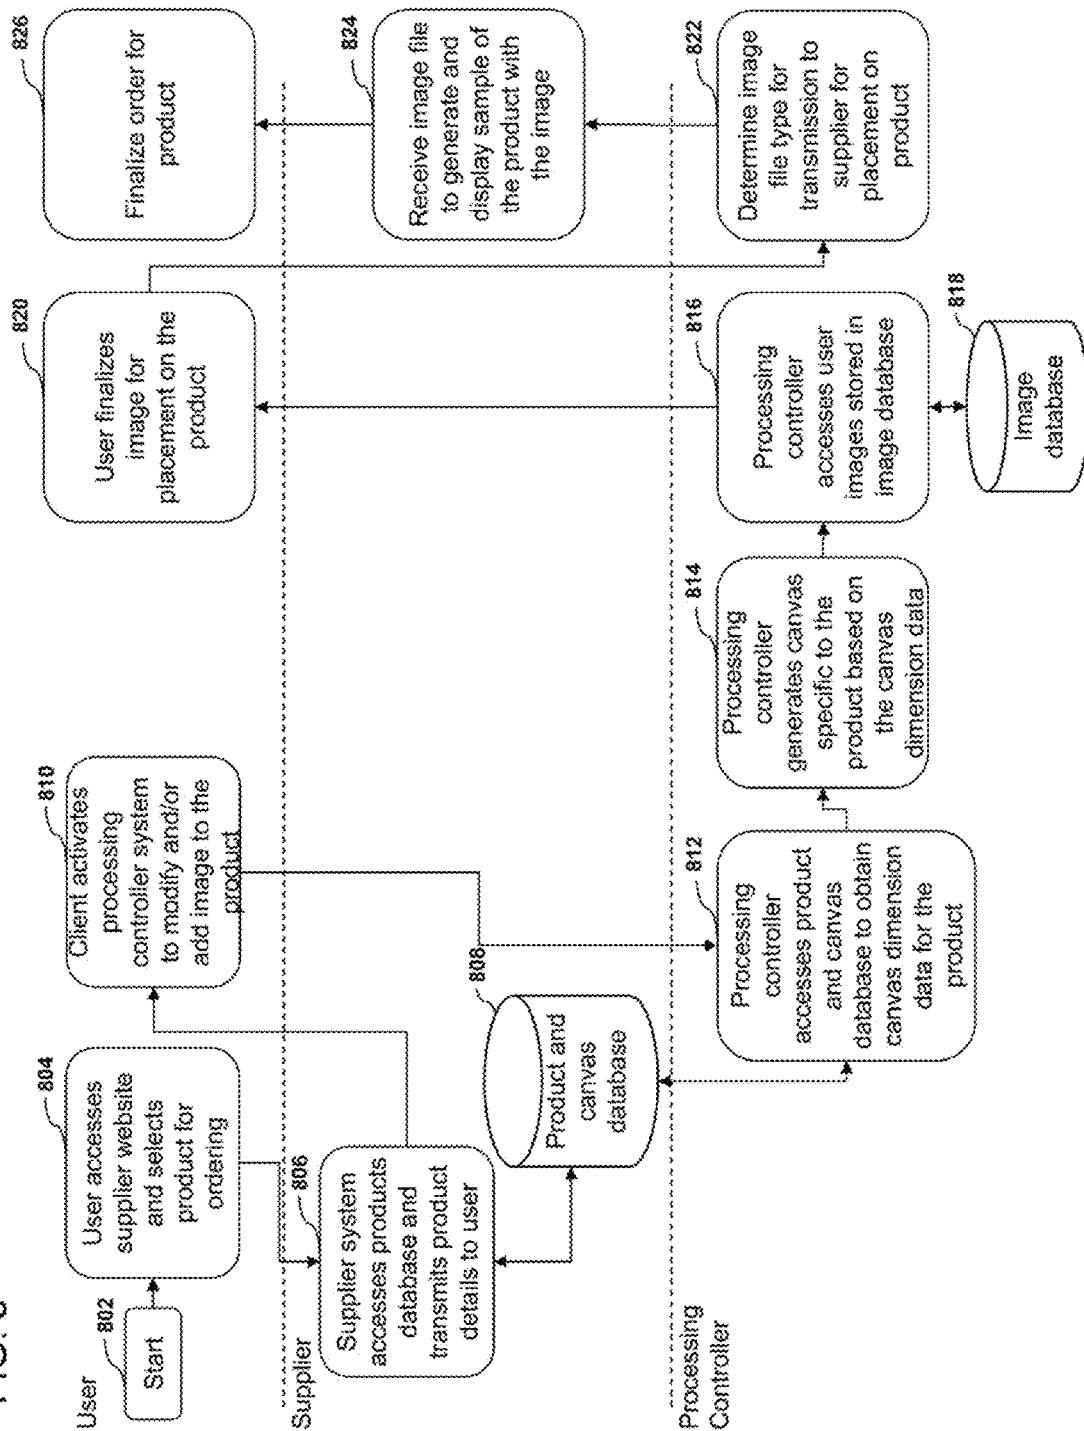 User
802
Start
804
User accesses
supplier website
and selects
product for
ordering
810
Client activates
processing
controller system
to modify and/or
add image to the
product
820
User finalizes
image for
placement on the
product
826
Finalize order for
product
Supplier
806
Supplier system
accesses products
database and
transmits product
details to user
808
Product and
canvas
database
824
Receive image file
to generate and
display sample of
the product with
the image
Processing
Controller
812
Processing
controller
accesses product
and canvas
database to obtain
canvas dimension
data for the
product
814
Processing
controller
generates canvas
specific to the
product based on
the canvas
dimension data
816
Processing
controller
accesses user
images stored in
image database
818
Image
database
822
Determine image
file type for
transmission to
supplier for
placement on
product